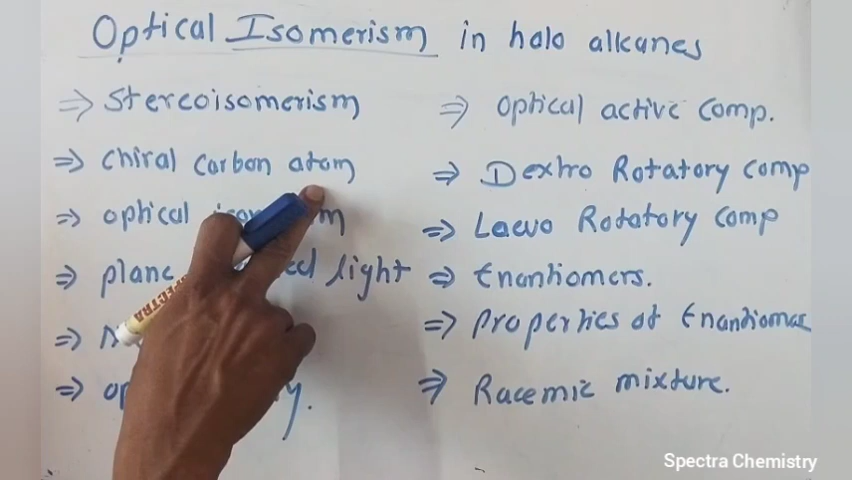 Optical Isomerism in halo alkanes
⇒ Stereoisomerism
⇒ Chiral Carbon atom
⇒ optical
⇒ plane light
⇒
⇒
⇒ Optical active Comp.
⇒ Dextro Rotatory Comp
⇒ Laevo Rotatory Comp
⇒ Enantiomers.
⇒ Properties of Enantiomers
⇒ Racemic mixture.
SPECTRA
Spectra Chemistry